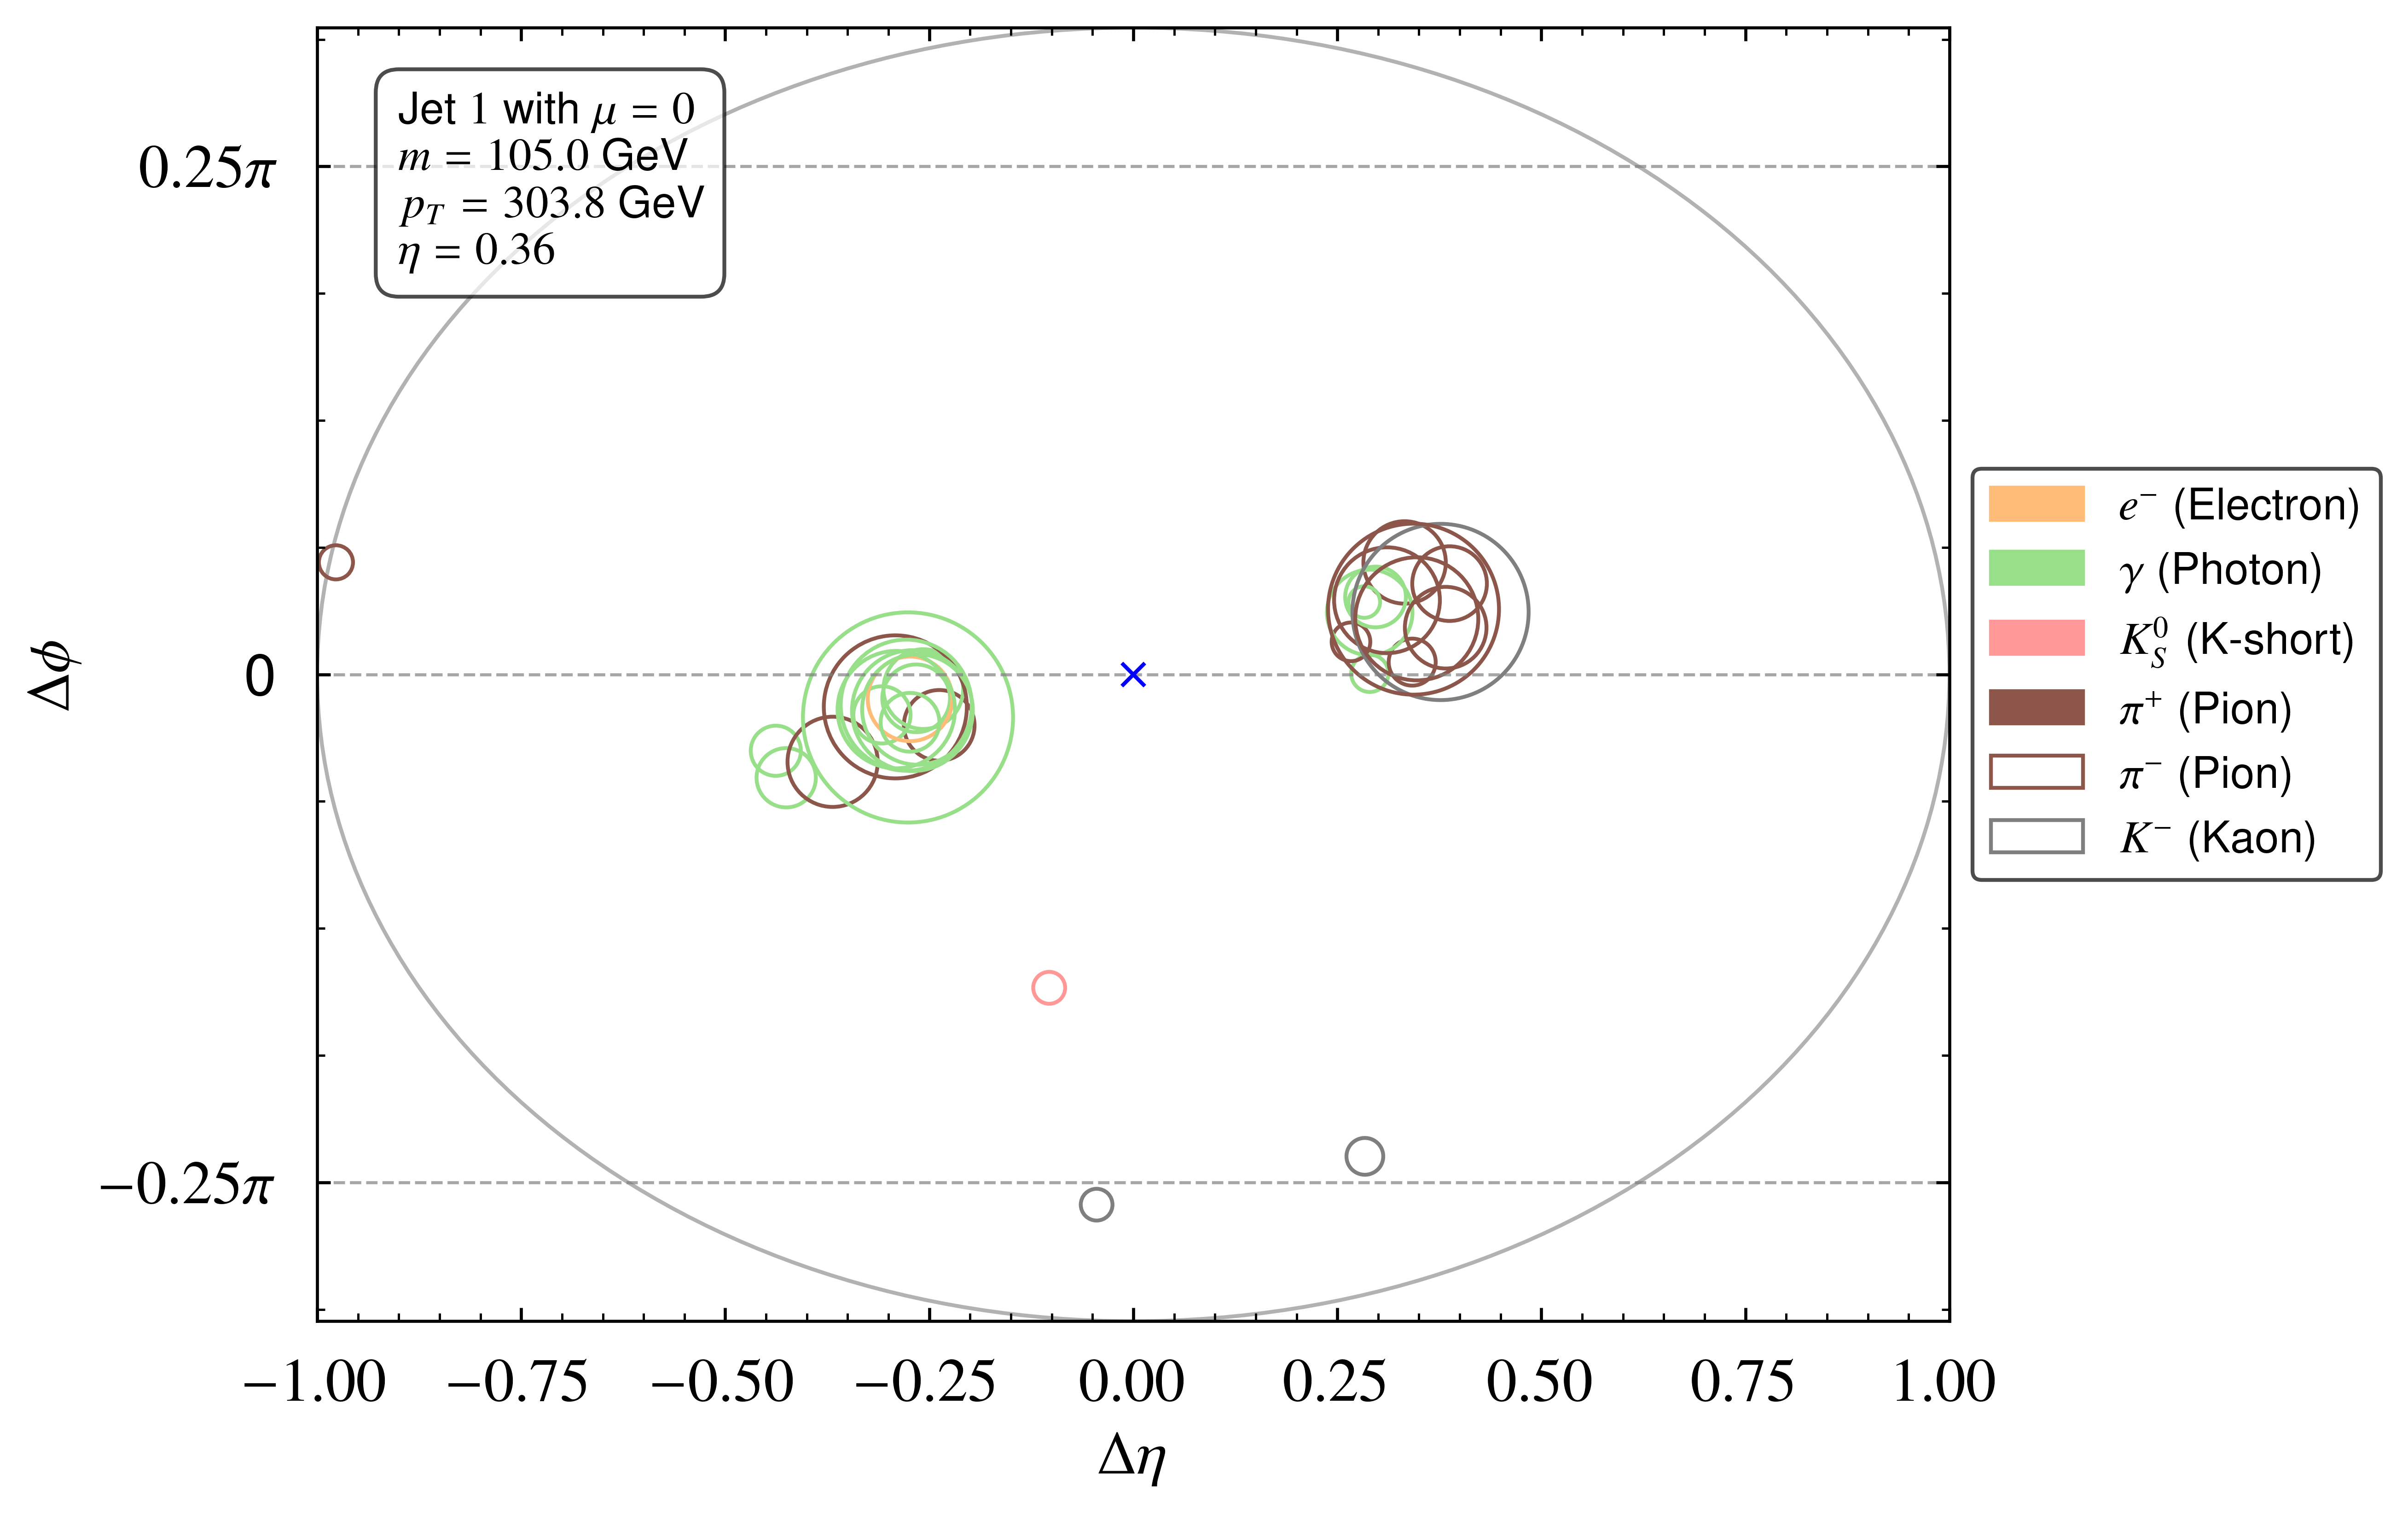 Jet 1 with μ = 0
m = 105.0 GeV
p_T = 303.8 GeV
η = 0.36
0.25π
0
−0.25π
Δϕ
−1.00 −0.75 −0.50 −0.25 0.00 0.25 0.50 0.75 1.00
Δη
e⁻ (Electron)
γ (Photon)
K_S^0 (K-short)
π⁺ (Pion)
π⁻ (Pion)
K⁻ (Kaon)